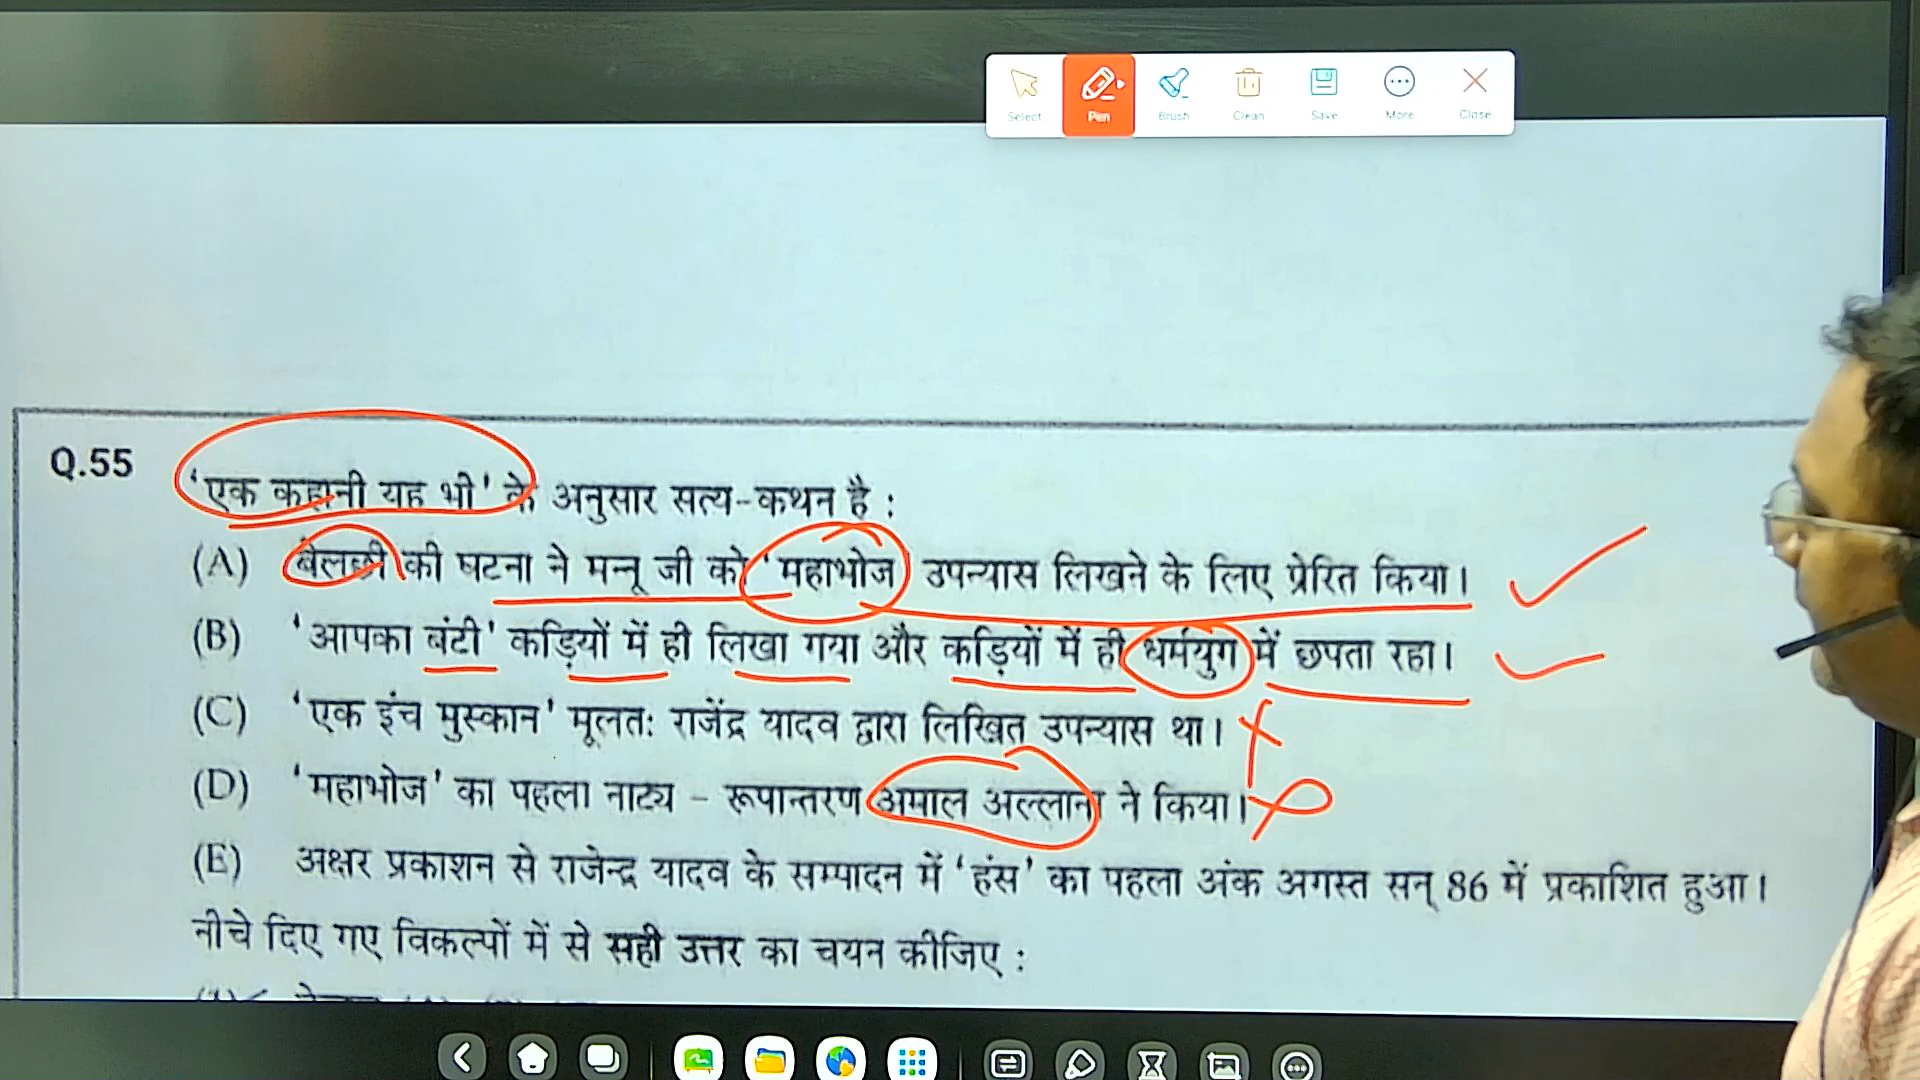 Select Pen Brush Clean Save More Close
Q.55 'एक कहानी यह भी' के अनुसार सत्य-कथन है :
(A) बेलछी की घटना ने मन्नू जी को 'महाभोज' उपन्यास लिखने के लिए प्रेरित किया।
(B) 'आपका बंटी' कड़ियों में ही लिखा गया और कड़ियों में ही धर्मयुग में छपता रहा।
(C) 'एक इंच मुस्कान' मूलतः राजेंद्र यादव द्वारा लिखित उपन्यास था।
(D) 'महाभोज' का पहला नाट्य - रूपान्तरण अमाल अल्लाना ने किया।
(E) अक्षर प्रकाशन से राजेन्द्र यादव के सम्पादन में 'हंस' का पहला अंक अगस्त सन् 86 में प्रकाशित हुआ।
नीचे दिए गए विकल्पों में से सही उत्तर का चयन कीजिए :